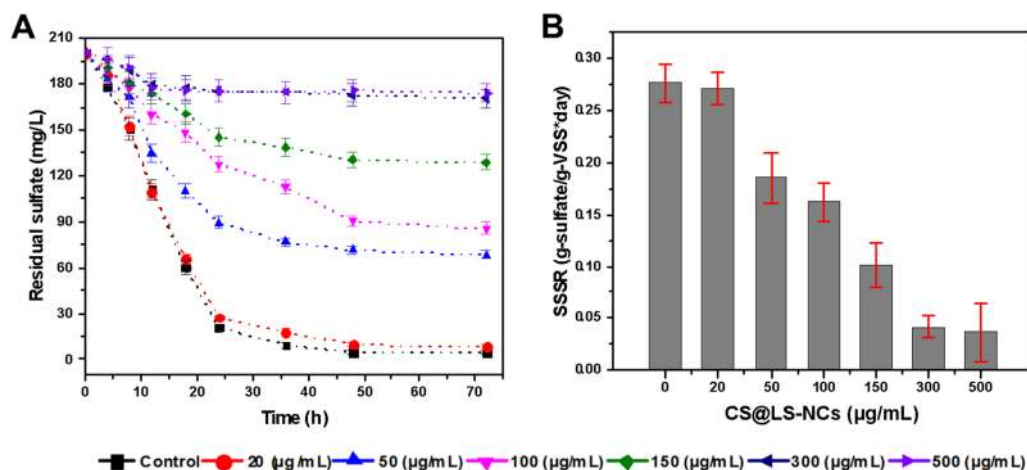 A
B
Residual sulfate (mg/L)
210
180
150
120
90
60
30
0
0 10 20 30 40 50 60 70
Time (h)
SSSR (g-sulfate/g-VSS*day)
0.30
0.25
0.20
0.15
0.10
0.05
0.00
0 20 50 100 150 300 500
CS@LS-NCs (µg/mL)
Control 20 (µg/mL) 50 (µg/mL) 100 (µg/mL) 150 (µg/mL) 300 (µg/mL) 500 (µg/mL)